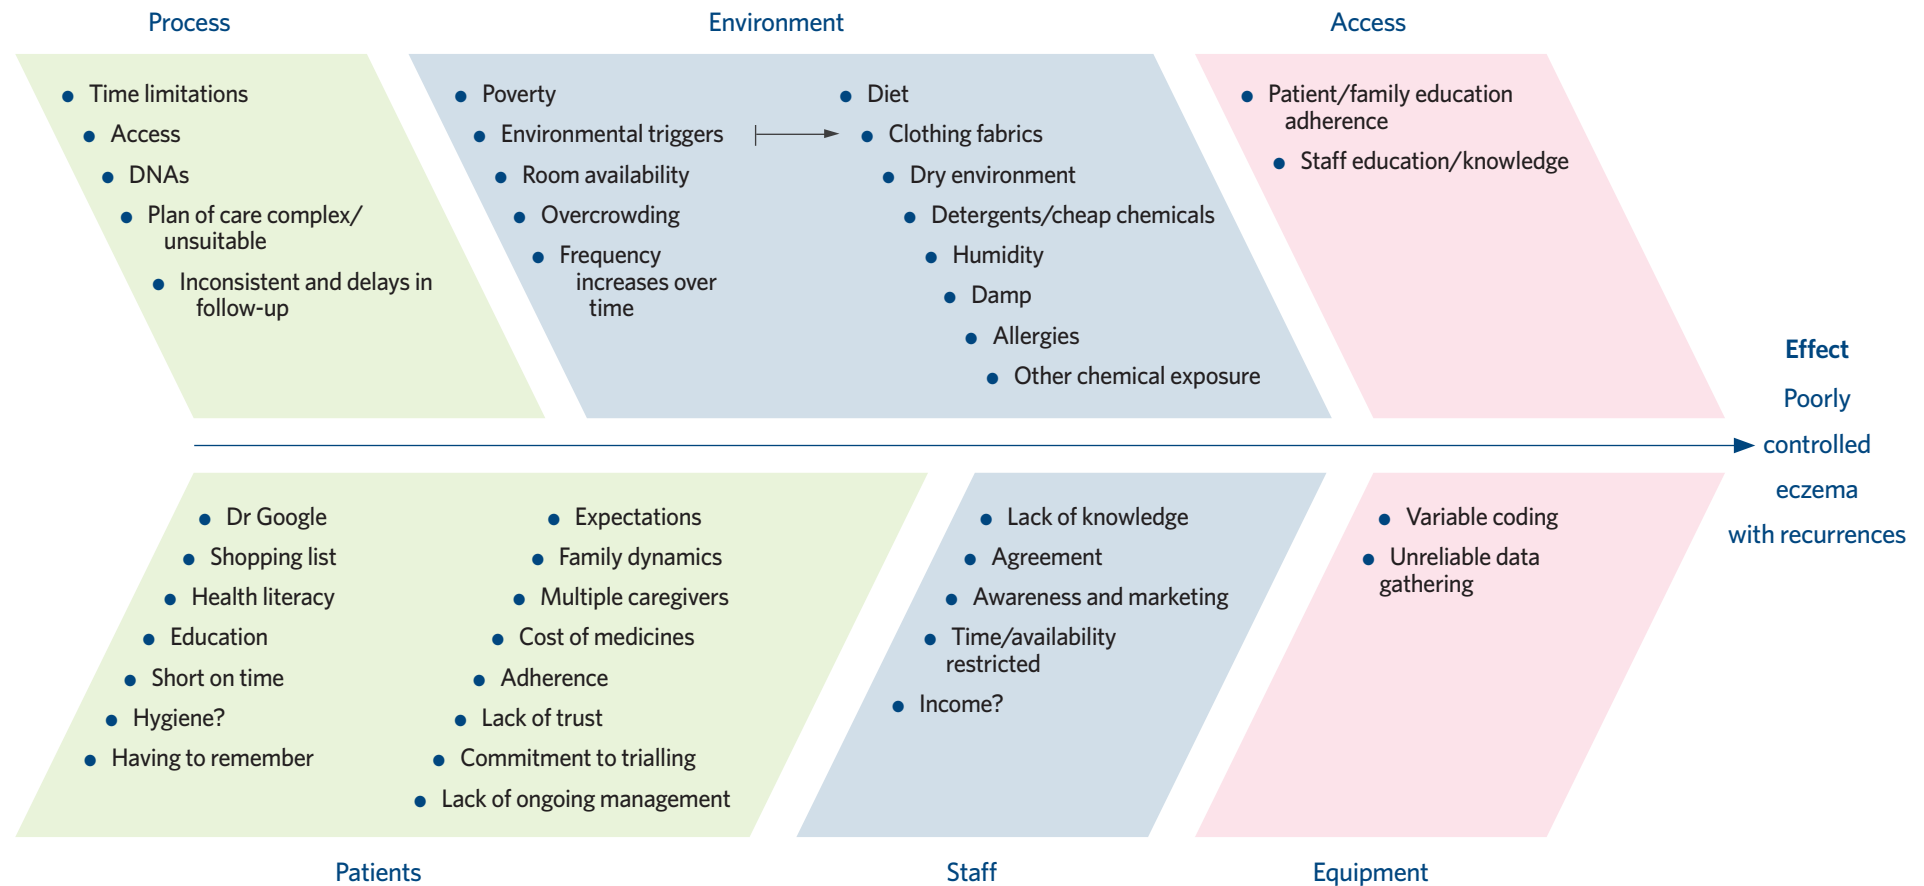 Process
Time limitations
Access
DNAs
Plan of care complex/
unsuitable
Inconsistent and delays in
follow-up
Environment
Poverty
Environmental triggers
Room availability
Overcrowding
Frequency
increases over
time
Diet
Clothing fabrics
Dry environment
Detergents/cheap chemicals
Humidity
Damp
Allergies
Other chemical exposure
Access
Patient/family education
adherence
Staff education/knowledge
Effect
Poorly
controlled
eczema
with recurrences
Dr Google
Shopping list
Health literacy
Education
Short on time
Hygiene?
Having to remember
Expectations
Family dynamics
Multiple caregivers
Cost of medicines
Adherence
Lack of trust
Commitment to trialling
Lack of ongoing management
Patients
Lack of knowledge
Agreement
Awareness and marketing
Time/availability
restricted
Income?
Staff
Variable coding
Unreliable data
gathering
Equipment